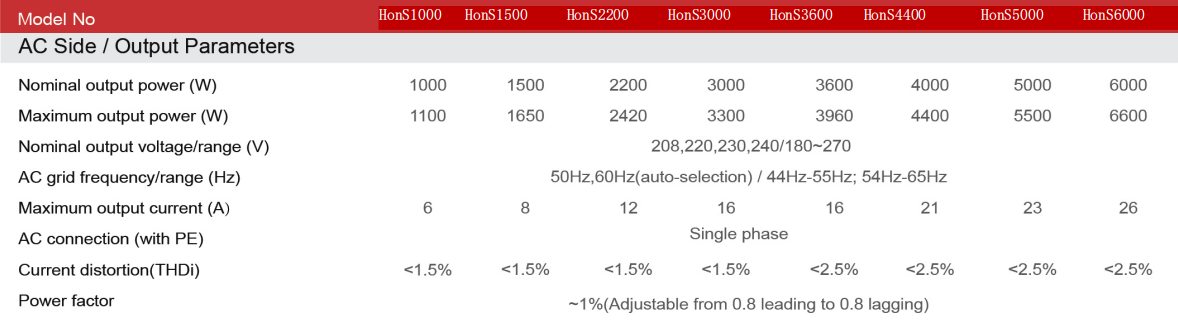 Model No HonS1000 HonS1500 HonS2200 HonS3000 HonS3600 HonS4400 HonS5000 HonS6000
AC Side / Output Parameters
Nominal output power (W) 1000 1500 2200 3000 3600 4000 5000 6000
Maximum output power (W) 1100 1650 2420 3300 3960 4400 5500 6600
Nominal output voltage/range (V) 208,220,230,240/180~270
AC grid frequency/range (Hz) 50Hz,60Hz(auto-selection) / 44Hz-55Hz; 54Hz-65Hz
Maximum output current (A) 6 8 12 16 16 21 23 26
AC connection (with PE) Single phase
Current distortion(THDi) <1.5% <1.5% <1.5% <1.5% <2.5% <2.5% <2.5% <2.5%
Power factor ~1%(Adjustable from 0.8 leading to 0.8 lagging)